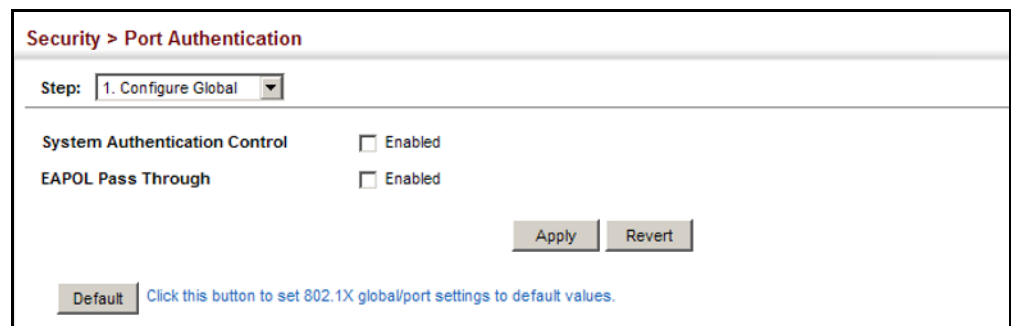 Security > Port Authentication
Step: 1. Configure Global
System Authentication Control Enabled
EAPOL Pass Through Enabled
Apply Revert
Default Click this button to set 802.1X global/port settings to default values.